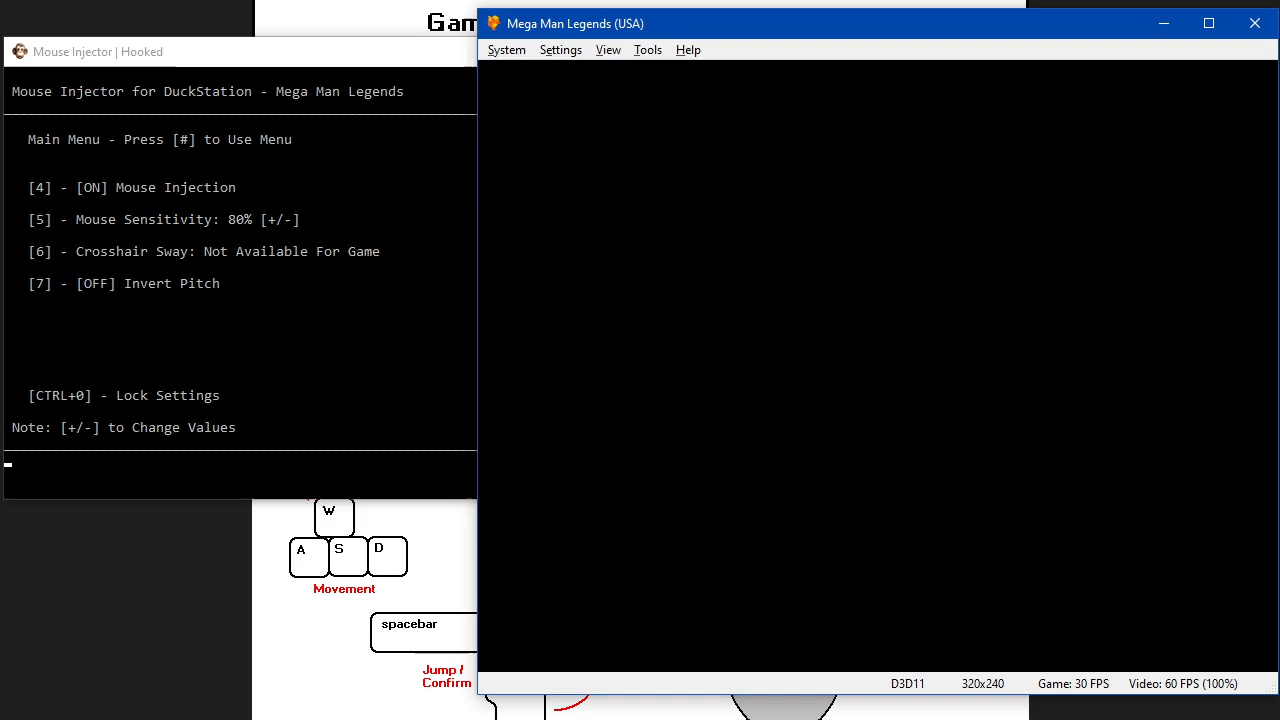 Gam
Mouse Injector | Hooked
Mouse Injector for DuckStation - Mega Man Legends
Main Menu - Press [#] to Use Menu
[4] - [ON] Mouse Injection
[5] - Mouse Sensitivity: 80% [+/-]
[6] - Crosshair Sway: Not Available For Game
[7] - [OFF] Invert Pitch
[CTRL+0] - Lock Settings
Note: [+/-] to Change Values
Mega Man Legends (USA)
System Settings View Tools Help
D3D11 320x240 Game: 30 FPS Video: 60 FPS (100%)
W
A S D
Movement
spacebar
Jump /
Confirm